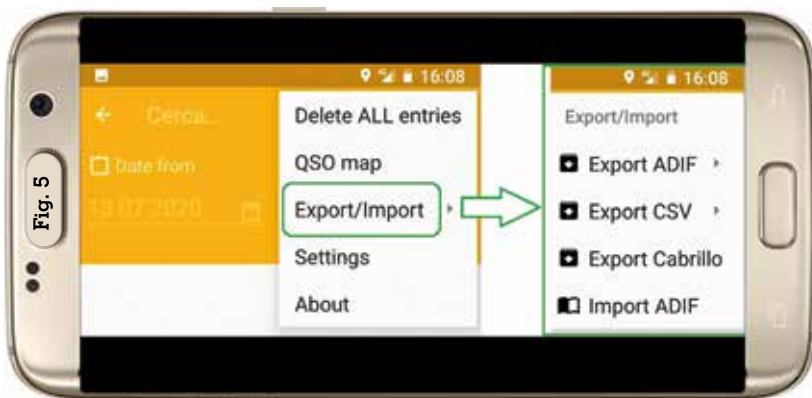 Fig. 5
16:08
Cerca...
Date from
13.07.2020
Delete ALL entries
QSO map
Export/Import
Settings
About
16:08
Export/Import
Export ADIF
Export CSV
Export Cabrillo
Import ADIF